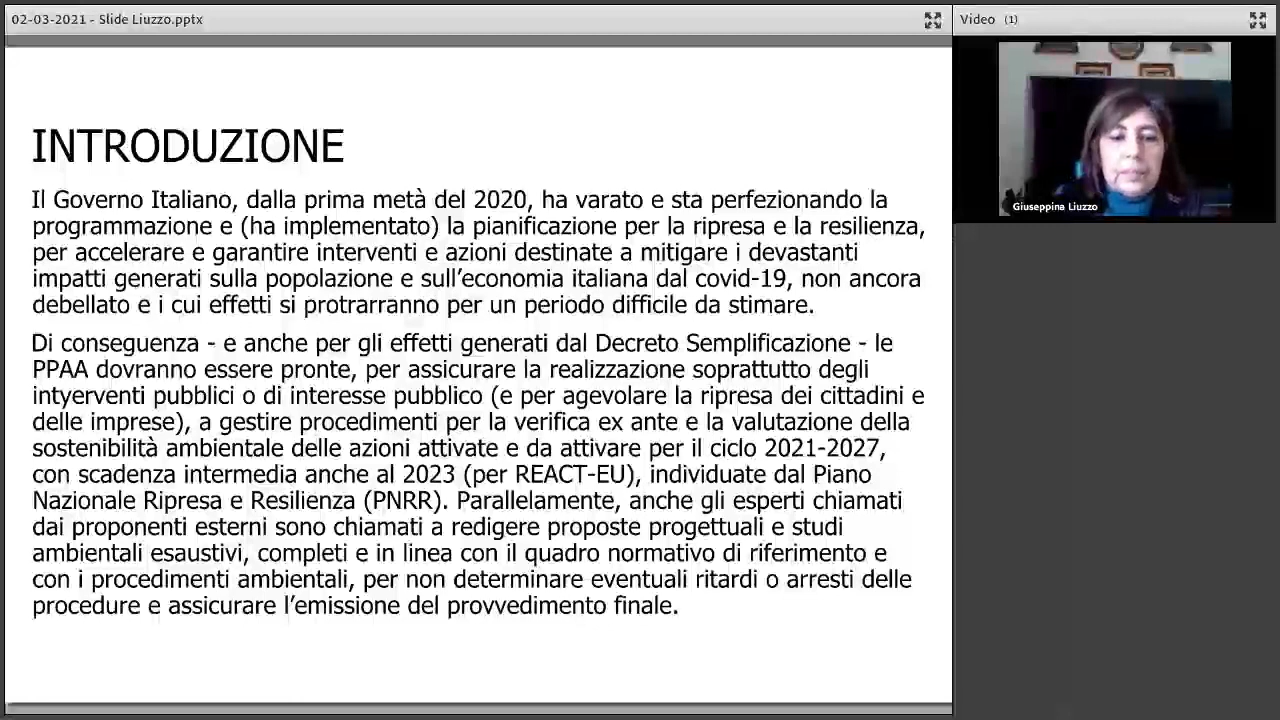 02-03-2021 - Slide Liuzzo.pptx
Video (1)
Giuseppina Liuzzo
INTRODUZIONE
Il Governo Italiano, dalla prima metà del 2020, ha varato e sta perfezionando la
programmazione e (ha implementato) la pianificazione per la ripresa e la resilienza,
per accelerare e garantire interventi e azioni destinate a mitigare i devastanti
impatti generati sulla popolazione e sull’economia italiana dal covid-19, non ancora
debellato e i cui effetti si protrarranno per un periodo difficile da stimare.
Di conseguenza - e anche per gli effetti generati dal Decreto Semplificazione - le
PPAA dovranno essere pronte, per assicurare la realizzazione soprattutto degli
intyerventi pubblici o di interesse pubblico (e per agevolare la ripresa dei cittadini e
delle imprese), a gestire procedimenti per la verifica ex ante e la valutazione della
sostenibilità ambientale delle azioni attivate e da attivare per il ciclo 2021-2027,
con scadenza intermedia anche al 2023 (per REACT-EU), individuate dal Piano
Nazionale Ripresa e Resilienza (PNRR). Parallelamente, anche gli esperti chiamati
dai proponenti esterni sono chiamati a redigere proposte progettuali e studi
ambientali esaustivi, completi e in linea con il quadro normativo di riferimento e
con i procedimenti ambientali, per non determinare eventuali ritardi o arresti delle
procedure e assicurare l’emissione del provvedimento finale.